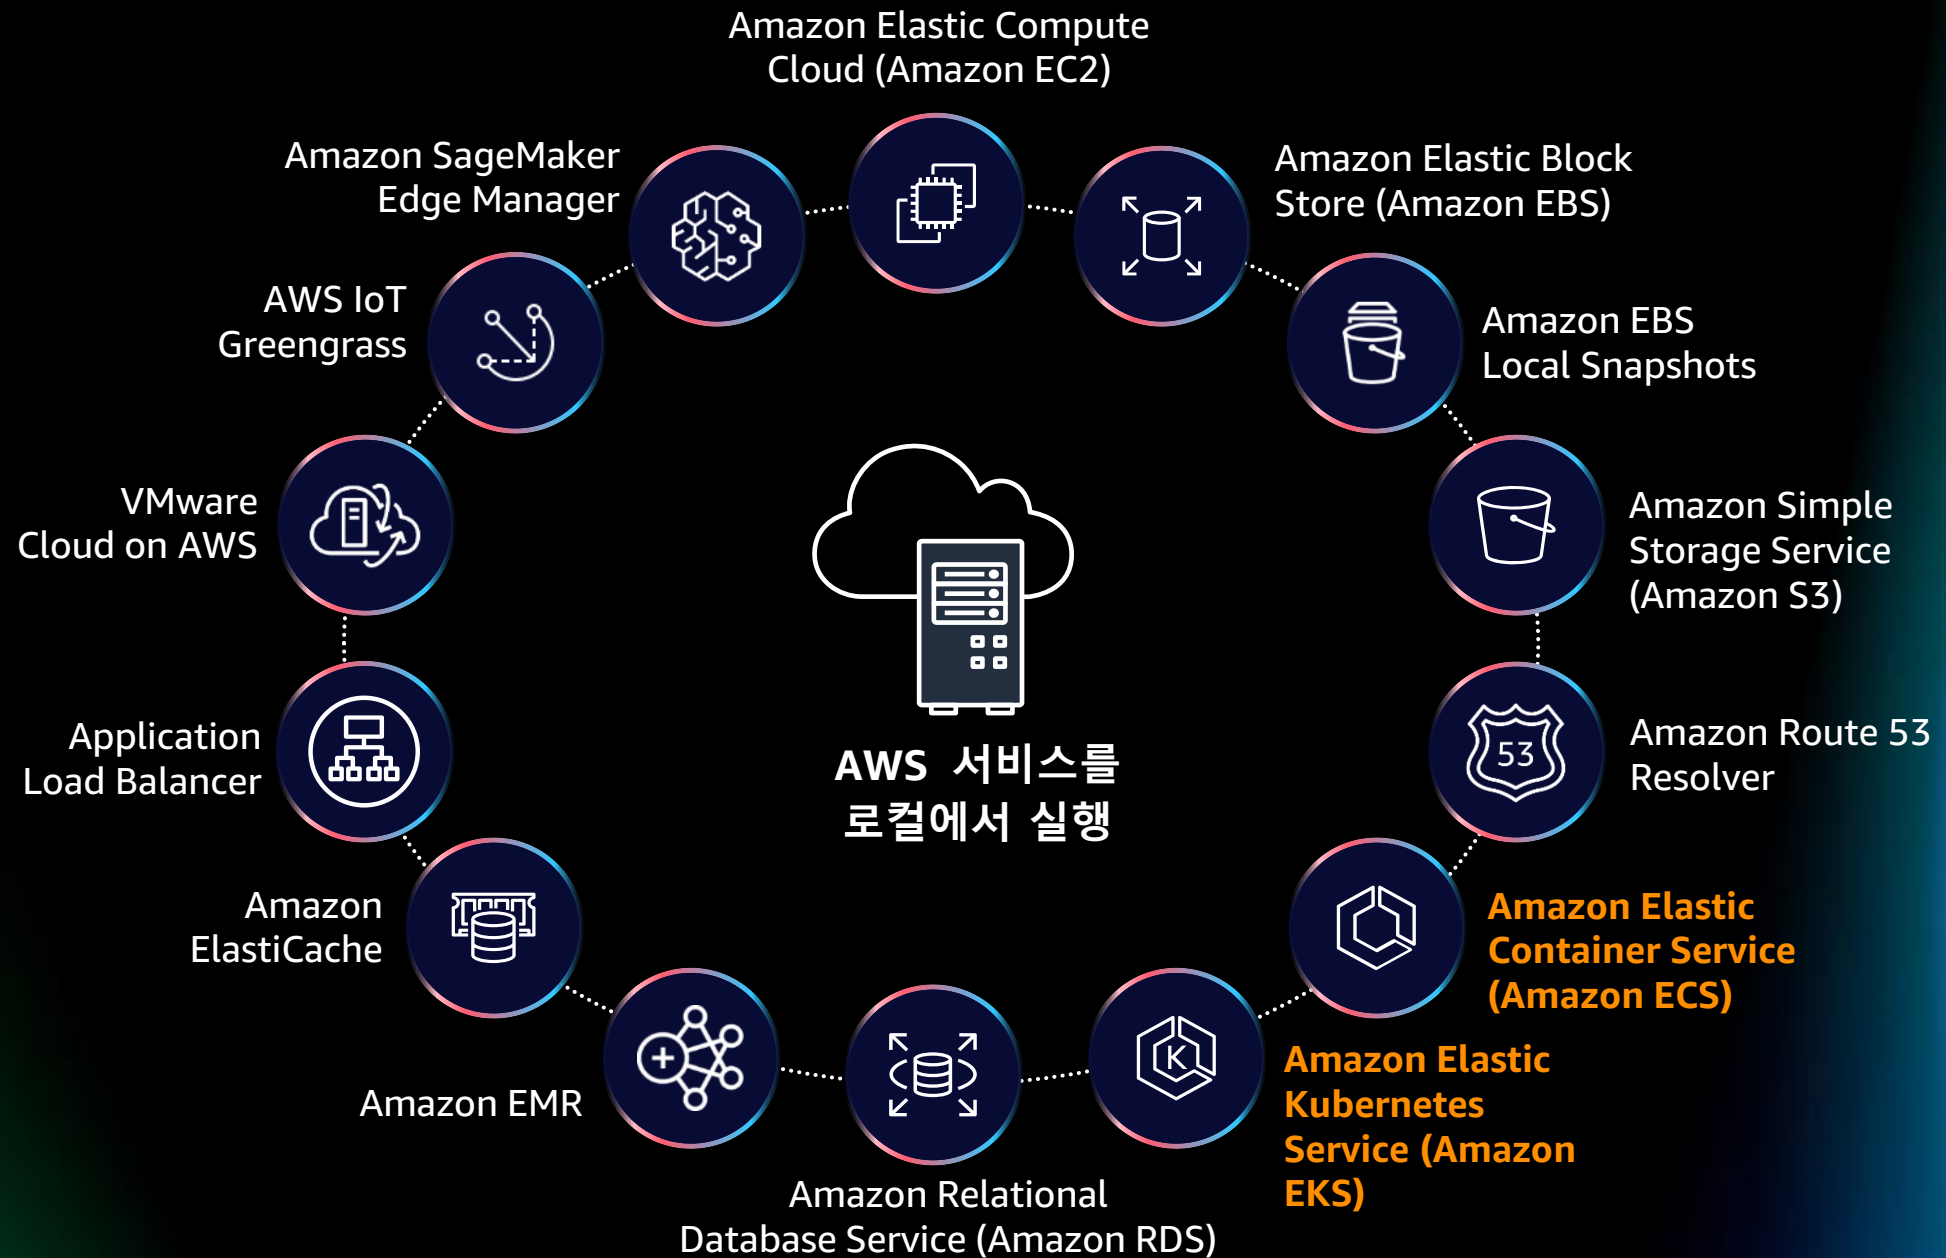 Amazon Elastic Compute
Cloud (Amazon EC2)
Amazon SageMaker
Edge Manager
Amazon Elastic Block
Store (Amazon EBS)
AWS IoT
Greengrass
Amazon EBS
Local Snapshots
VMware
Cloud on AWS
Amazon Simple
Storage Service
(Amazon S3)
AWS 서비스를
로컬에서 실행
Application
Load Balancer
53
Amazon Route 53
Resolver
Amazon
ElastiCache
Amazon Elastic
Container Service
(Amazon ECS)
Amazon EMR
K
Amazon Elastic
Kubernetes
Service (Amazon
EKS)
Amazon Relational
Database Service (Amazon RDS)